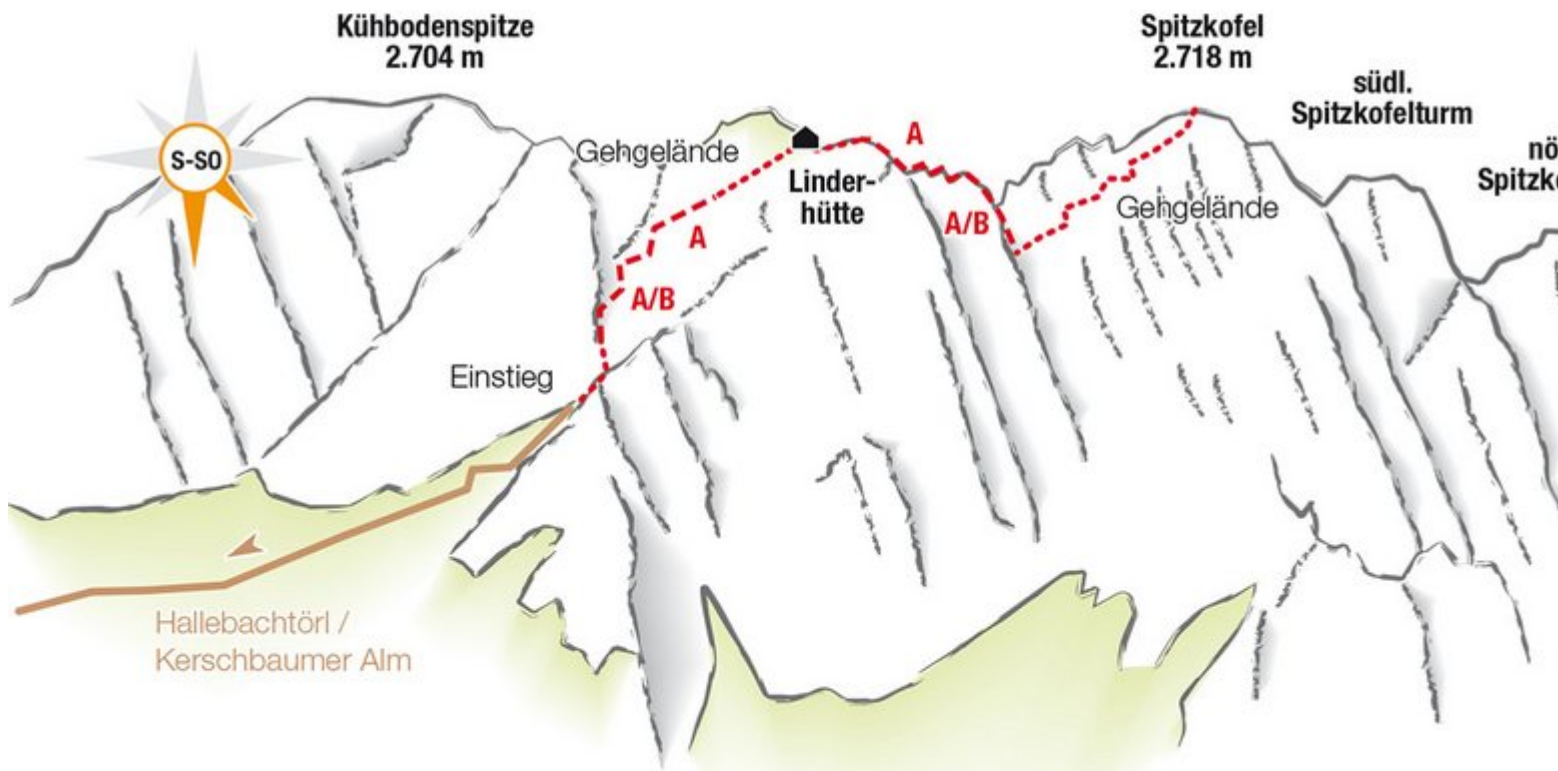 Kühbodenspitze
2.704 m
Spitzkofel
2.718 m
südl.
Spitzkofelturm
S-SO
Gehgelände
A
Linder-
hütte
A
A/B
Gehgelände
A/B
Einstieg
Hallebachtörl /
Kerschbaumer Alm